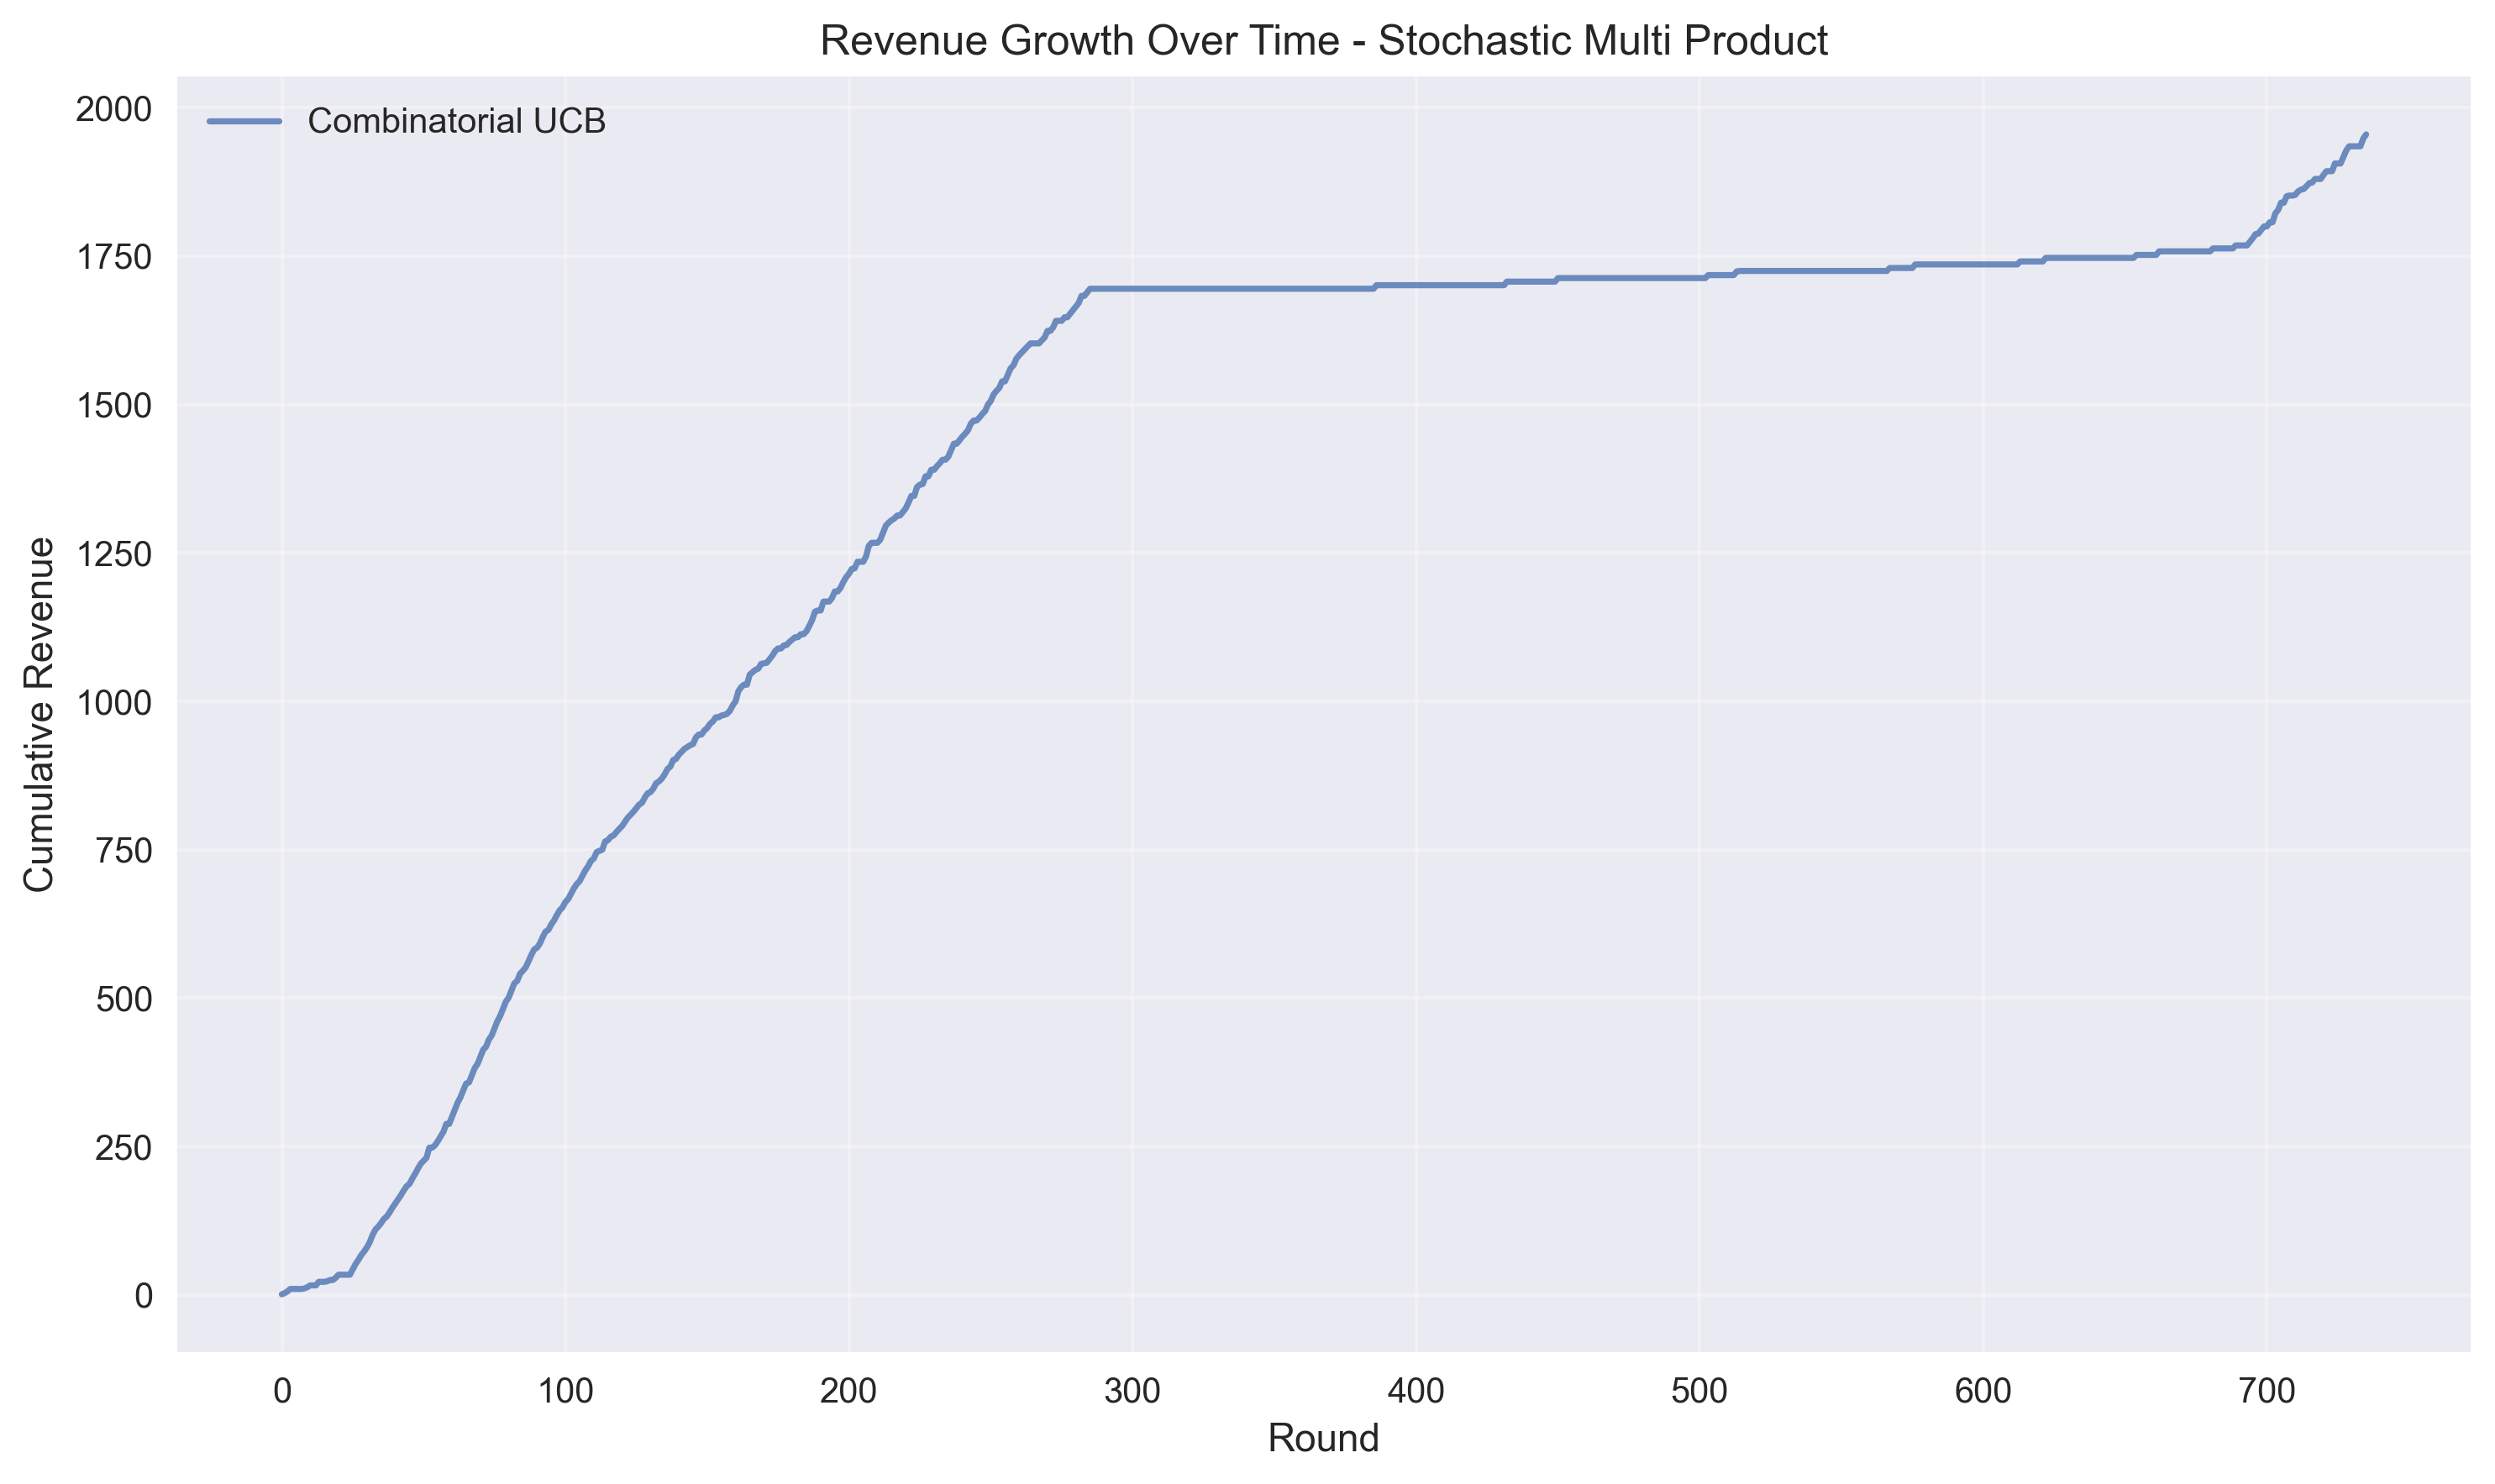 Revenue Growth Over Time - Stochastic Multi Product
Combinatorial UCB
Cumulative Revenue
2000
1750
1500
1250
1000
750
500
250
0
0 100 200 300 400 500 600 700
Round